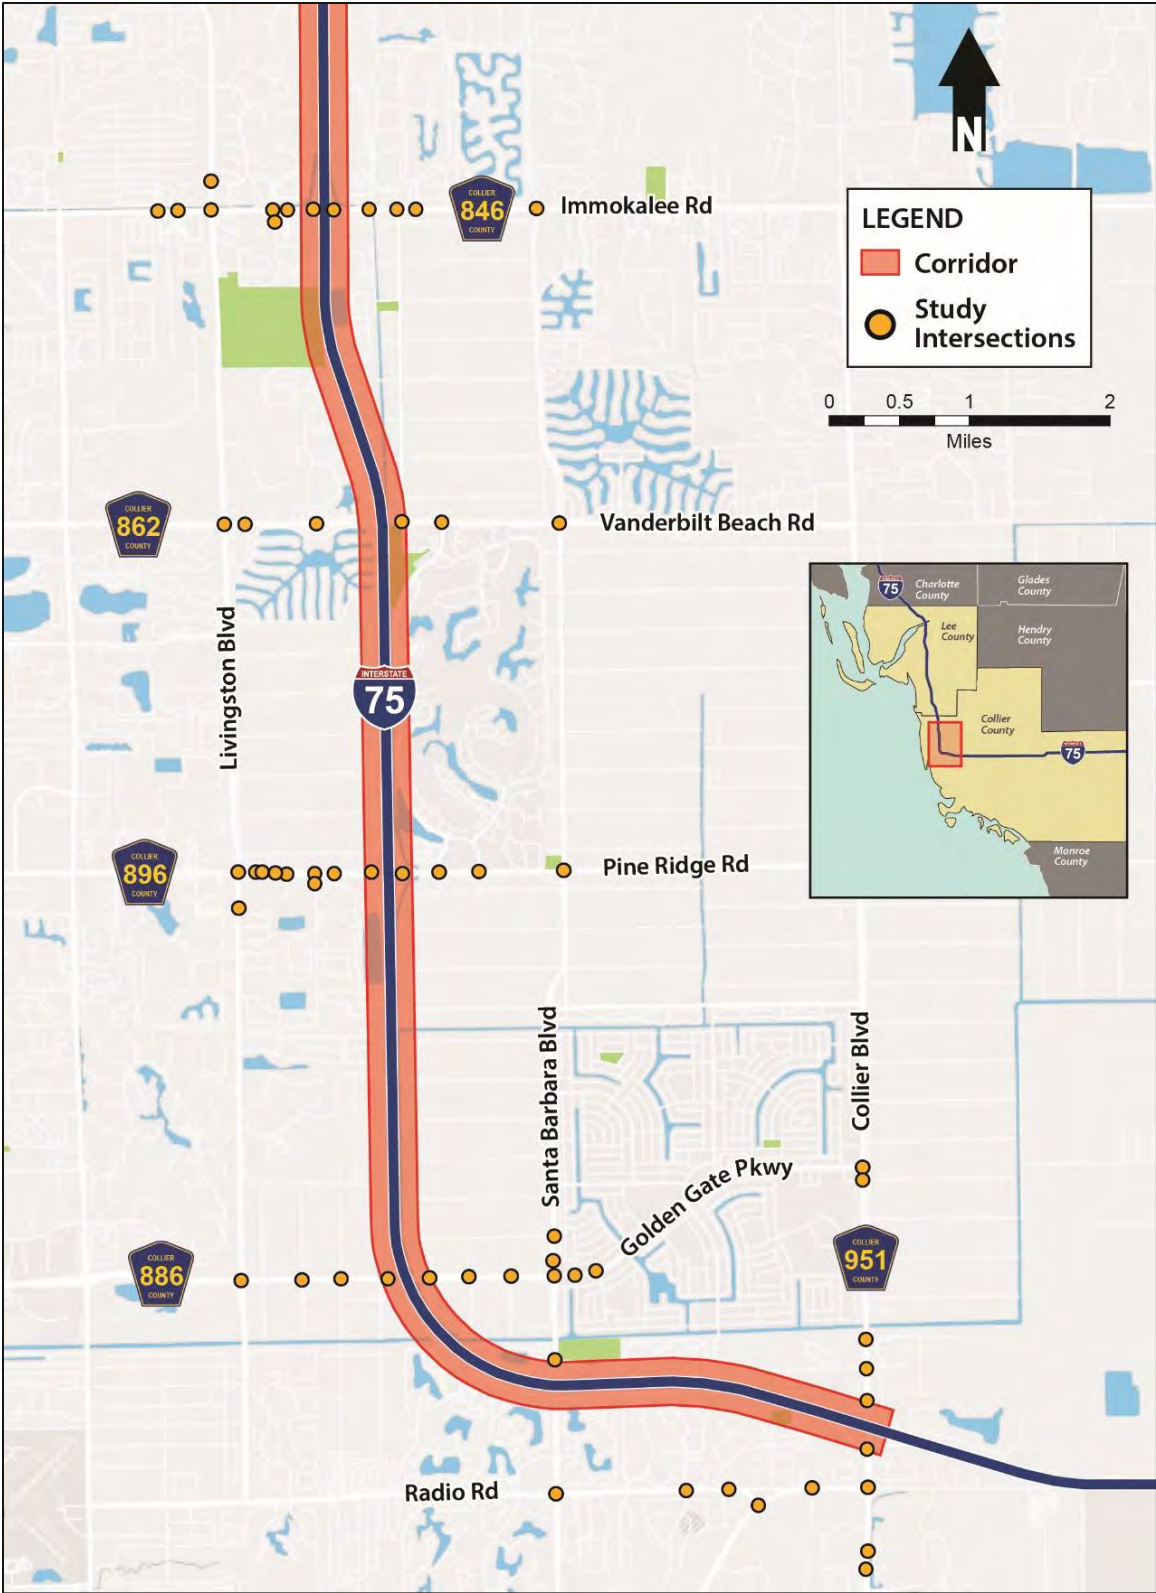 N
COLLIER
846
COUNTY
Immokalee Rd
LEGEND
Corridor
Study
Intersections
0 0.5 1 2
Miles
COLLIER
862
COUNTY
Vanderbilt Beach Rd
75
Charlotte
County
Glades
County
Lee
County
Hendry
County
Collier
County
75
Monroe
County
Livingston Blvd
INTERSTATE
75
COLLIER
896
COUNTY
Pine Ridge Rd
Santa Barbara Blvd
Collier Blvd
Golden Gate Pkwy
COLLIER
886
COUNTY
COLLIER
951
COUNTY
Radio Rd